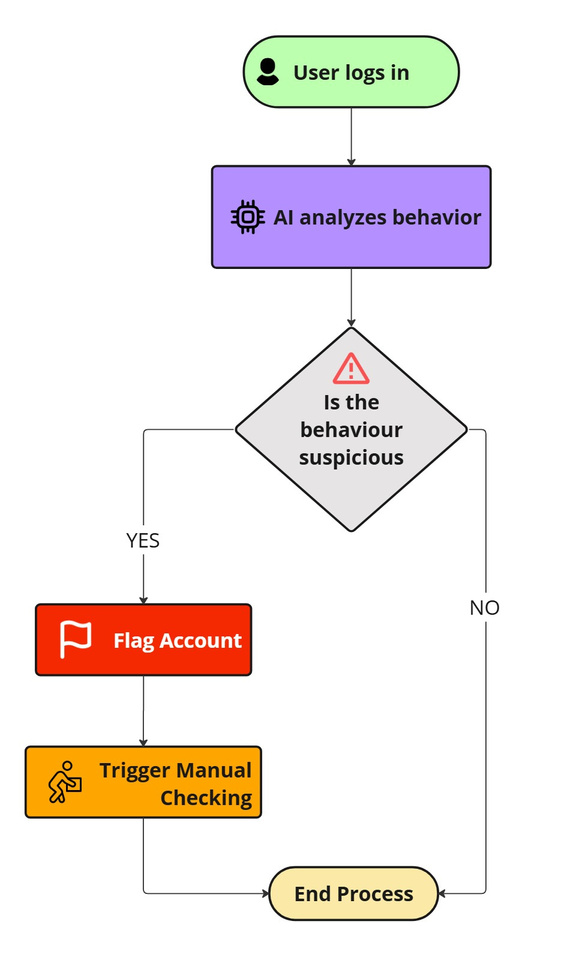 User logs in
AI analyzes behavior
Is the
behaviour
suspicious
YES
NO
Flag Account
Trigger Manual
Checking
End Process